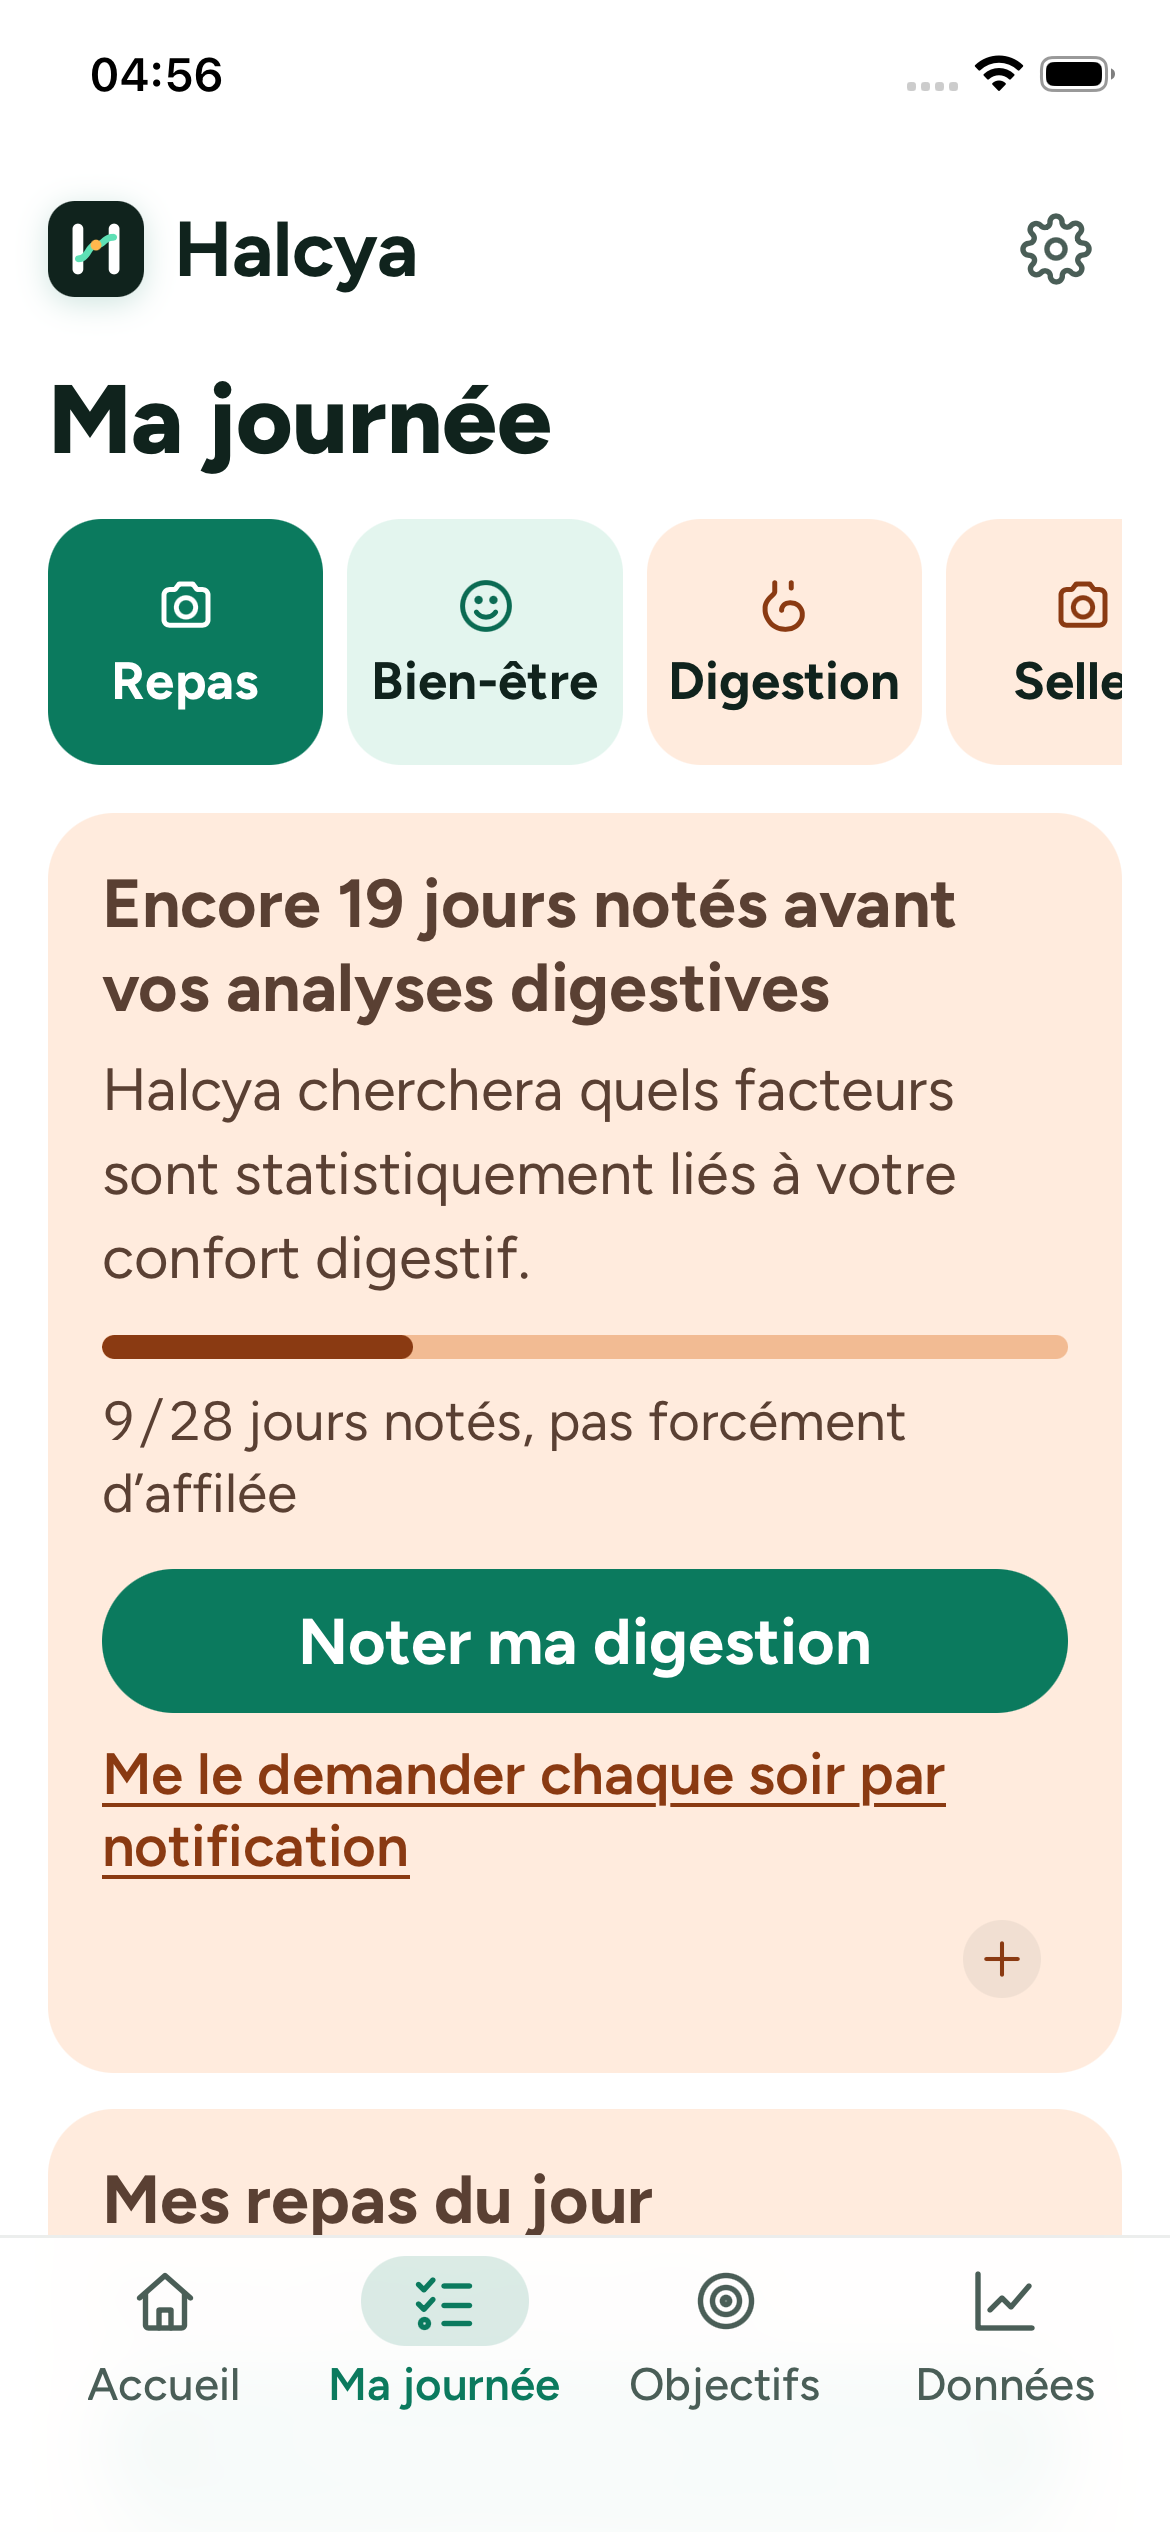 04:56
Halcya
Ma journée
Repas
Bien-être
Digestion
Selle
Encore 19 jours notés avant
vos analyses digestives
Halcya cherchera quels facteurs
sont statistiquement liés à votre
confort digestif.
9/28 jours notés, pas forcément
d’affilée
Noter ma digestion
Me le demander chaque soir par
notification
Mes repas du jour
Accueil
Ma journée
Objectifs
Données